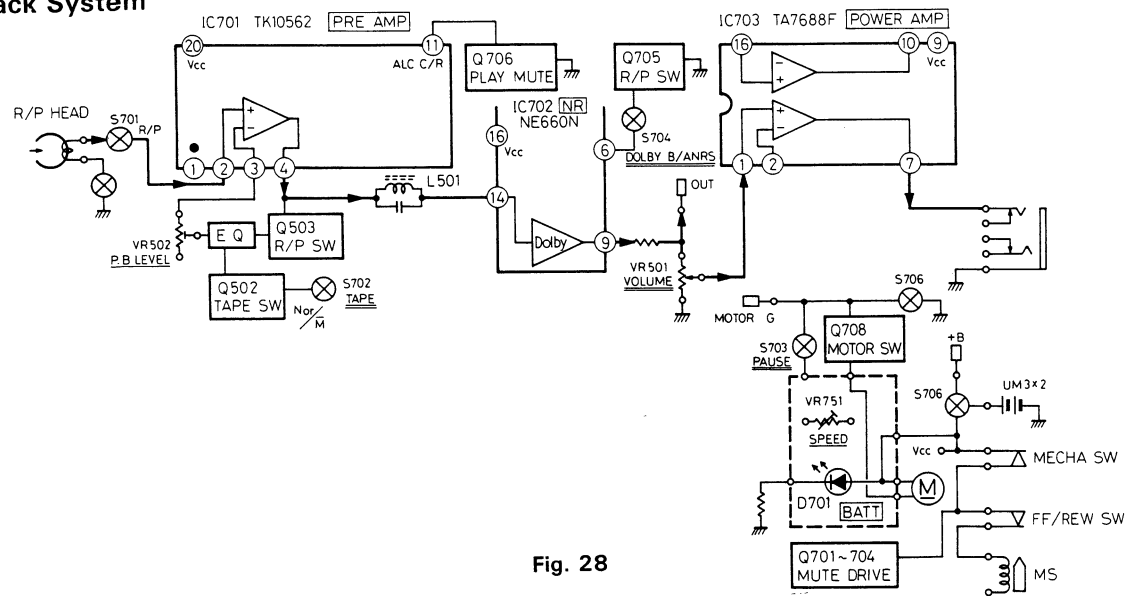 ack System
IC701 TK10562 PRE AMP
20
Vcc
11
ALC C/R
Q706
PLAY MUTE
Q705
R/P SW
IC703 TA7688F POWER AMP
16
10
9
Vcc
R/P HEAD
S701
R/P
+
-
1
2
3
4
L501
IC702 NR
NE660N
16
Vcc
6
S704
DOLBY B/ANRS
14
Dolby
9
-
+
+
-
1
2
7
OUT
VR502
P.B LEVEL
EQ
Q503
R/P SW
Q502
TAPE SW
S702
TAPE
Nor/M
VR501
VOLUME
MOTOR G
S706
Q708
MOTOR SW
S703
PAUSE
+B
S706
UM3×2
VR751
SPEED
Vcc
MECHA SW
D701
BATT
M
FF/REW SW
Q701~704
MUTE DRIVE
MS
Fig. 28